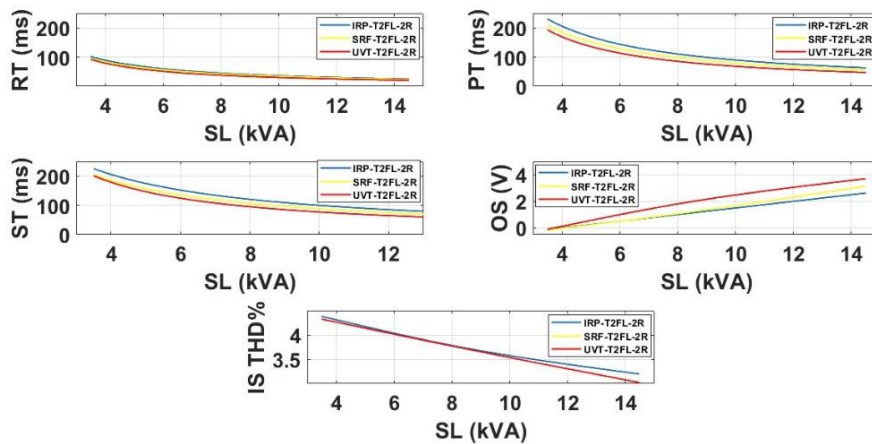 RT (ms)
200
100
4 6 8 10 12 14
SL (kVA)
IRP-T2FL-2R
SRF-T2FL-2R
UVT-T2FL-2R
PT (ms)
200
100
0
4 6 8 10 12 14
SL (kVA)
IRP-T2FL-2R
SRF-T2FL-2R
UVT-T2FL-2R
ST (ms)
200
100
0
4 6 8 10 12
SL (kVA)
IRP-T2FL-2R
SRF-T2FL-2R
UVT-T2FL-2R
OS (V)
4
2
0
4 6 8 10 12 14
SL (kVA)
IRP-T2FL-2R
SRF-T2FL-2R
UVT-T2FL-2R
IS THD%
4
3.5
4 6 8 10 12 14
SL (kVA)
IRP-T2FL-2R
SRF-T2FL-2R
UVT-T2FL-2R